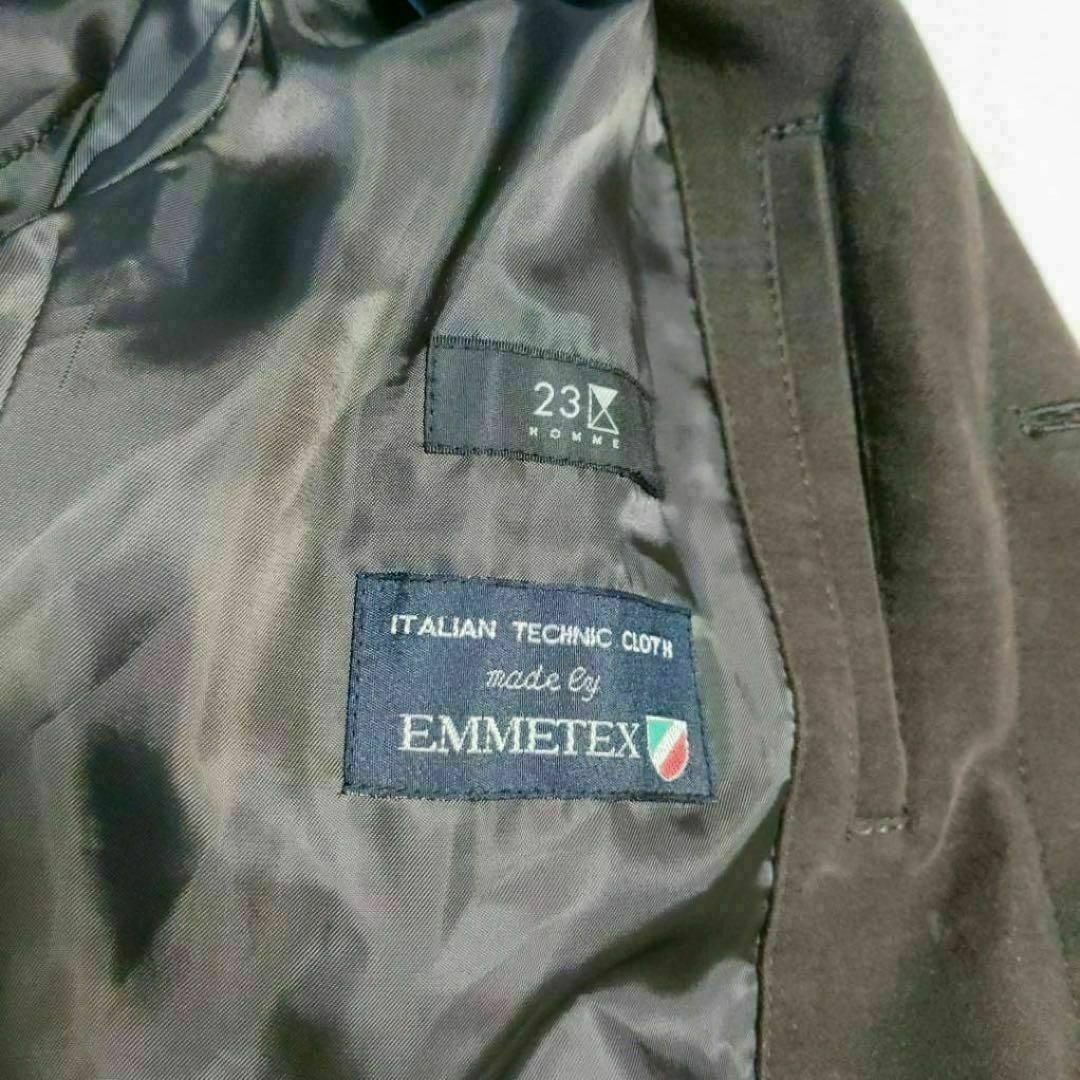 23
HOMME
ITALIAN TECHNIC CLOTH
made by
EMMETEX